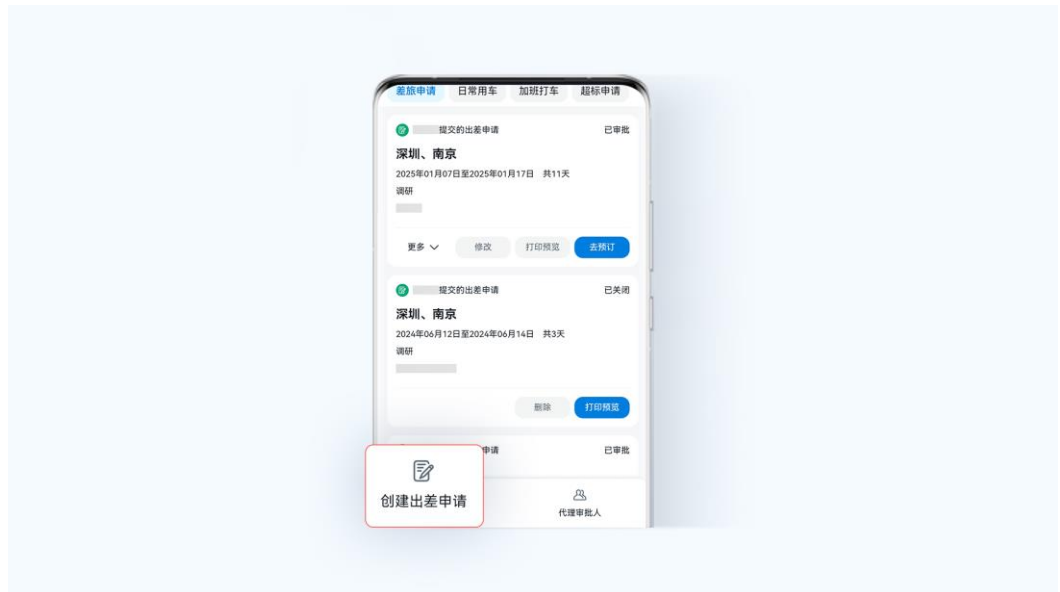 差旅申请 日常用车 加班打车 超标申请
提交的出差申请 已审批
深圳、南京
2025年01月07日至2025年01月17日 共11天
调研
更多 修改 打印预览 去预订
提交的出差申请 已关闭
深圳、南京
2024年06月12日至2024年06月14日 共3天
调研
删除 打印预览
申请 已审批
创建出差申请
代理审批人